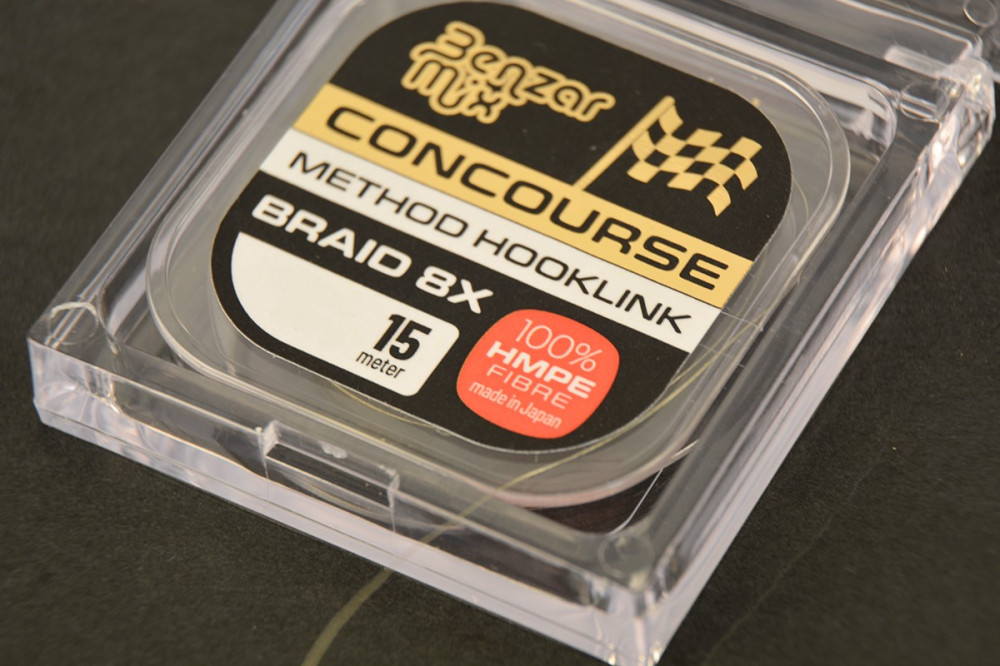 Benzar
Mix
CONCOURSE
METHOD HOOKLINK
BRAID 8X
15
meter
100%
HMPE
FIBRE
made in Japan